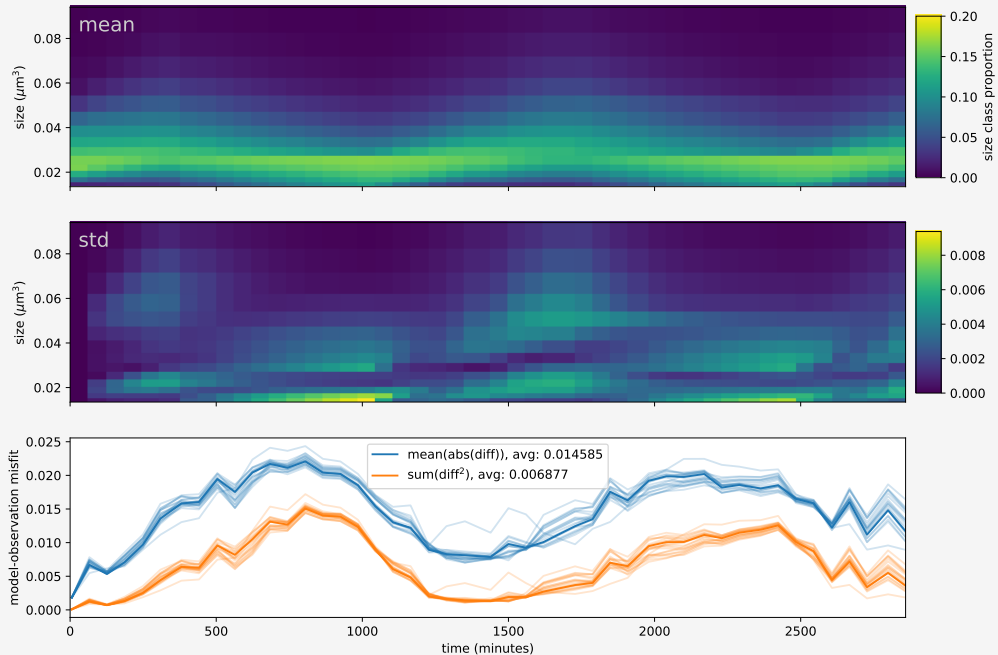 mean
size (μm³)
0.08
0.06
0.04
0.02
0.20
0.15
0.10
0.05
0.00
size class proportion
std
size (μm³)
0.08
0.06
0.04
0.02
0.008
0.006
0.004
0.002
0.000
model-observation misfit
0.025
0.020
0.015
0.010
0.005
0.000
mean(abs(diff)), avg: 0.014585
sum(diff²), avg: 0.006877
0 500 1000 1500 2000 2500
time (minutes)